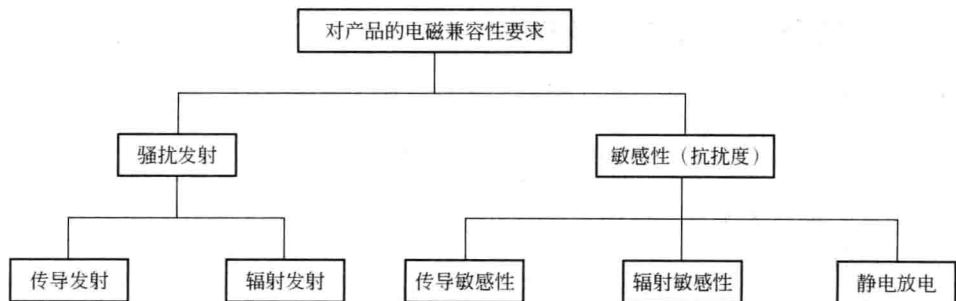 对产品的电磁兼容性要求
骚扰发射
敏感性（抗扰度）
传导发射
辐射发射
传导敏感性
辐射敏感性
静电放电